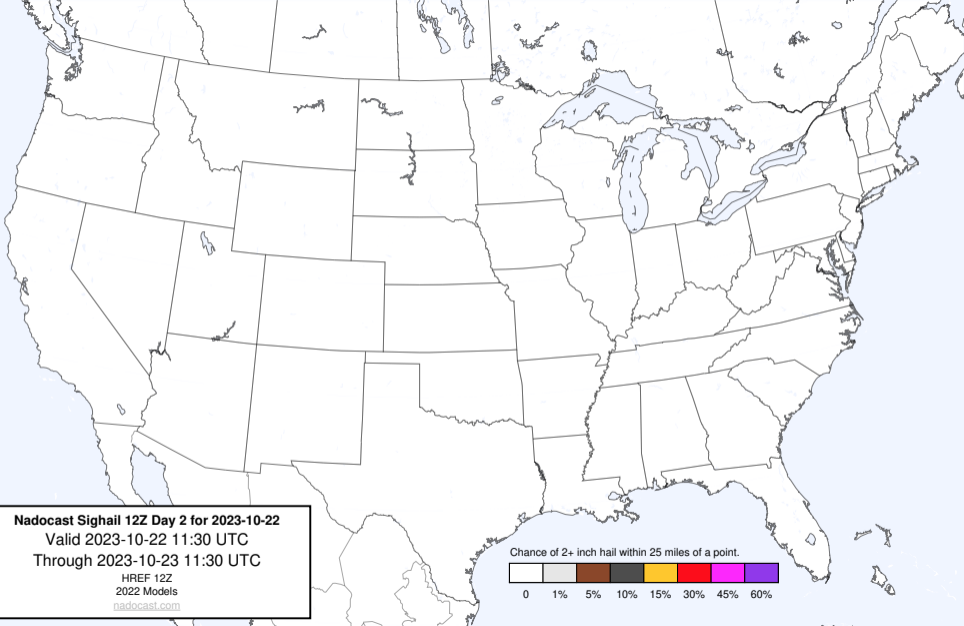 Nadocast Sighail 12Z Day 2 for 2023-10-22
Valid 2023-10-22 11:30 UTC
Through 2023-10-23 11:30 UTC
HREF 12Z
2022 Models
nadocast.com
Chance of 2+ inch hail within 25 miles of a point.
0 1% 5% 10% 15% 30% 45% 60%